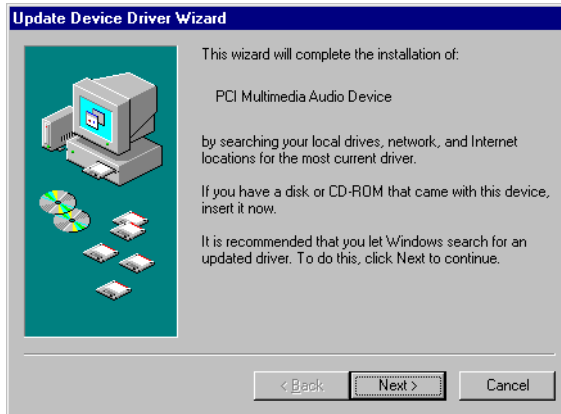 Update Device Driver Wizard
This wizard will complete the installation of:
PCI Multimedia Audio Device
by searching your local drives, network, and Internet
locations for the most current driver.
If you have a disk or CD-ROM that came with this device,
insert it now.
It is recommended that you let Windows search for an
updated driver. To do this, click Next to continue.
< Back
Next >
Cancel